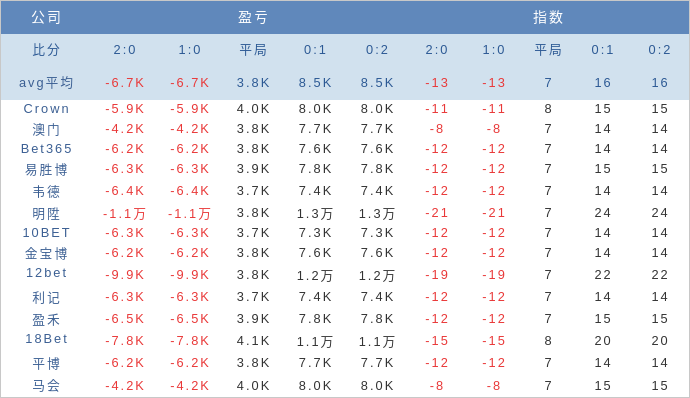 公司 盈亏 指数
比分 2:0 1:0 平局 0:1 0:2 2:0 1:0 平局 0:1 0:2
avg平均 -6.7K -6.7K 3.8K 8.5K 8.5K -13 -13 7 16 16
Crown -5.9K -5.9K 4.0K 8.0K 8.0K -11 -11 8 15 15
澳门 -4.2K -4.2K 3.8K 7.7K 7.7K -8 -8 7 14 14
Bet365 -6.2K -6.2K 3.8K 7.6K 7.6K -12 -12 7 14 14
易胜博 -6.3K -6.3K 3.9K 7.8K 7.8K -12 -12 7 15 15
韦德 -6.4K -6.4K 3.7K 7.4K 7.4K -12 -12 7 14 14
明陞 -1.1万 -1.1万 3.8K 1.3万 1.3万 -21 -21 7 24 24
10BET -6.3K -6.3K 3.7K 7.3K 7.3K -12 -12 7 14 14
金宝博 -6.2K -6.2K 3.8K 7.6K 7.6K -12 -12 7 14 14
12bet -9.9K -9.9K 3.8K 1.2万 1.2万 -19 -19 7 22 22
利记 -6.3K -6.3K 3.7K 7.4K 7.4K -12 -12 7 14 14
盈禾 -6.5K -6.5K 3.9K 7.8K 7.8K -12 -12 7 15 15
18Bet -7.8K -7.8K 4.1K 1.1万 1.1万 -15 -15 8 20 20
平博 -6.2K -6.2K 3.8K 7.7K 7.7K -12 -12 7 14 14
马会 -4.2K -4.2K 4.0K 8.0K 8.0K -8 -8 7 15 15